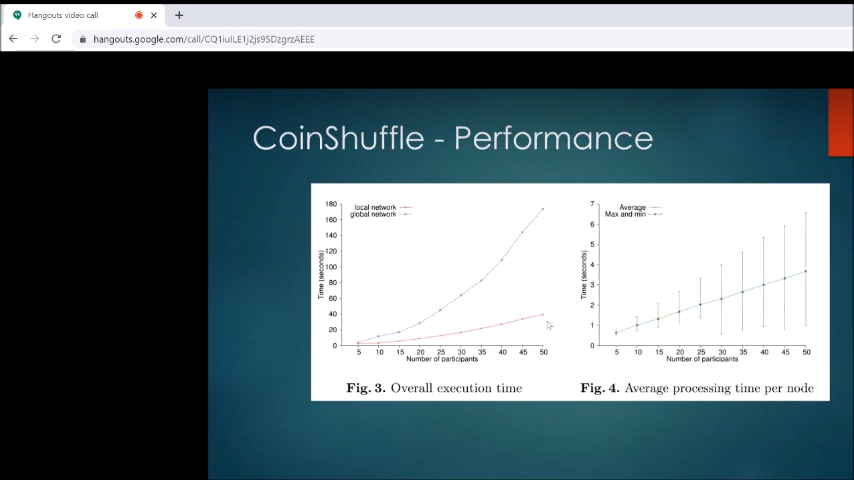 Hangouts video call
hangouts.google.com/call/CQ1iuILE1j2js95DzgrzAEEE
CoinShuffle - Performance
180
160
140
120
100
80
60
40
20
0
Time (seconds)
local network
global network
5 10 15 20 25 30 35 40 45 50
Number of participants
Fig. 3. Overall execution time
7
6
5
4
3
2
1
0
Time (seconds)
Average
Max and min
5 10 15 20 25 30 35 40 45 50
Number of participants
Fig. 4. Average processing time per node